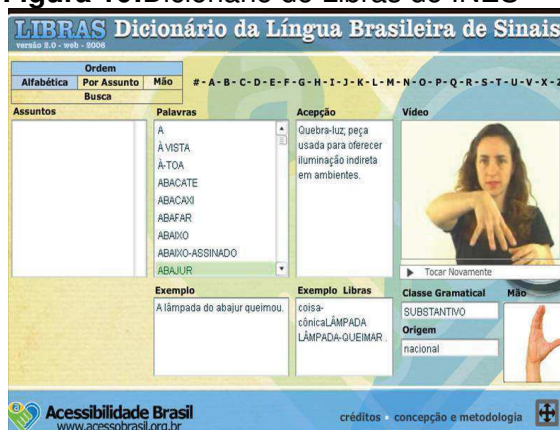 Figura 10:Dicionário de Libras do INES
LIBRAS Dicionário da Língua Brasileira de Sinais
versão 2.0 - web - 2006
Ordem
Alfabética Por Assunto Mão
Busca
#-A-B-C-D-E-F-G-H-I-J-K-L-M-N-O-P-Q-R-S-T-U-V-X-Z
Assuntos
Palavras
A
À VISTA
À-TOA
ABACATE
ABACAXI
ABAFAR
ABAIXO
ABAIXO-ASSINADO
ABAJUR
Acepção
Quebra-luz; peça
usada para oferecer
iluminação indireta
em ambientes.
Vídeo
Tocar Novamente
Exemplo
A lâmpada do abajur queimou.
Exemplo Libras
coisa-
cônicaLÂMPADA
LÂMPADA-QUEIMAR .
Classe Gramatical
SUBSTANTIVO
Origem
nacional
Mão
Acessibilidade Brasil
www.acessobrasil.org.br
créditos - concepção e metodologia